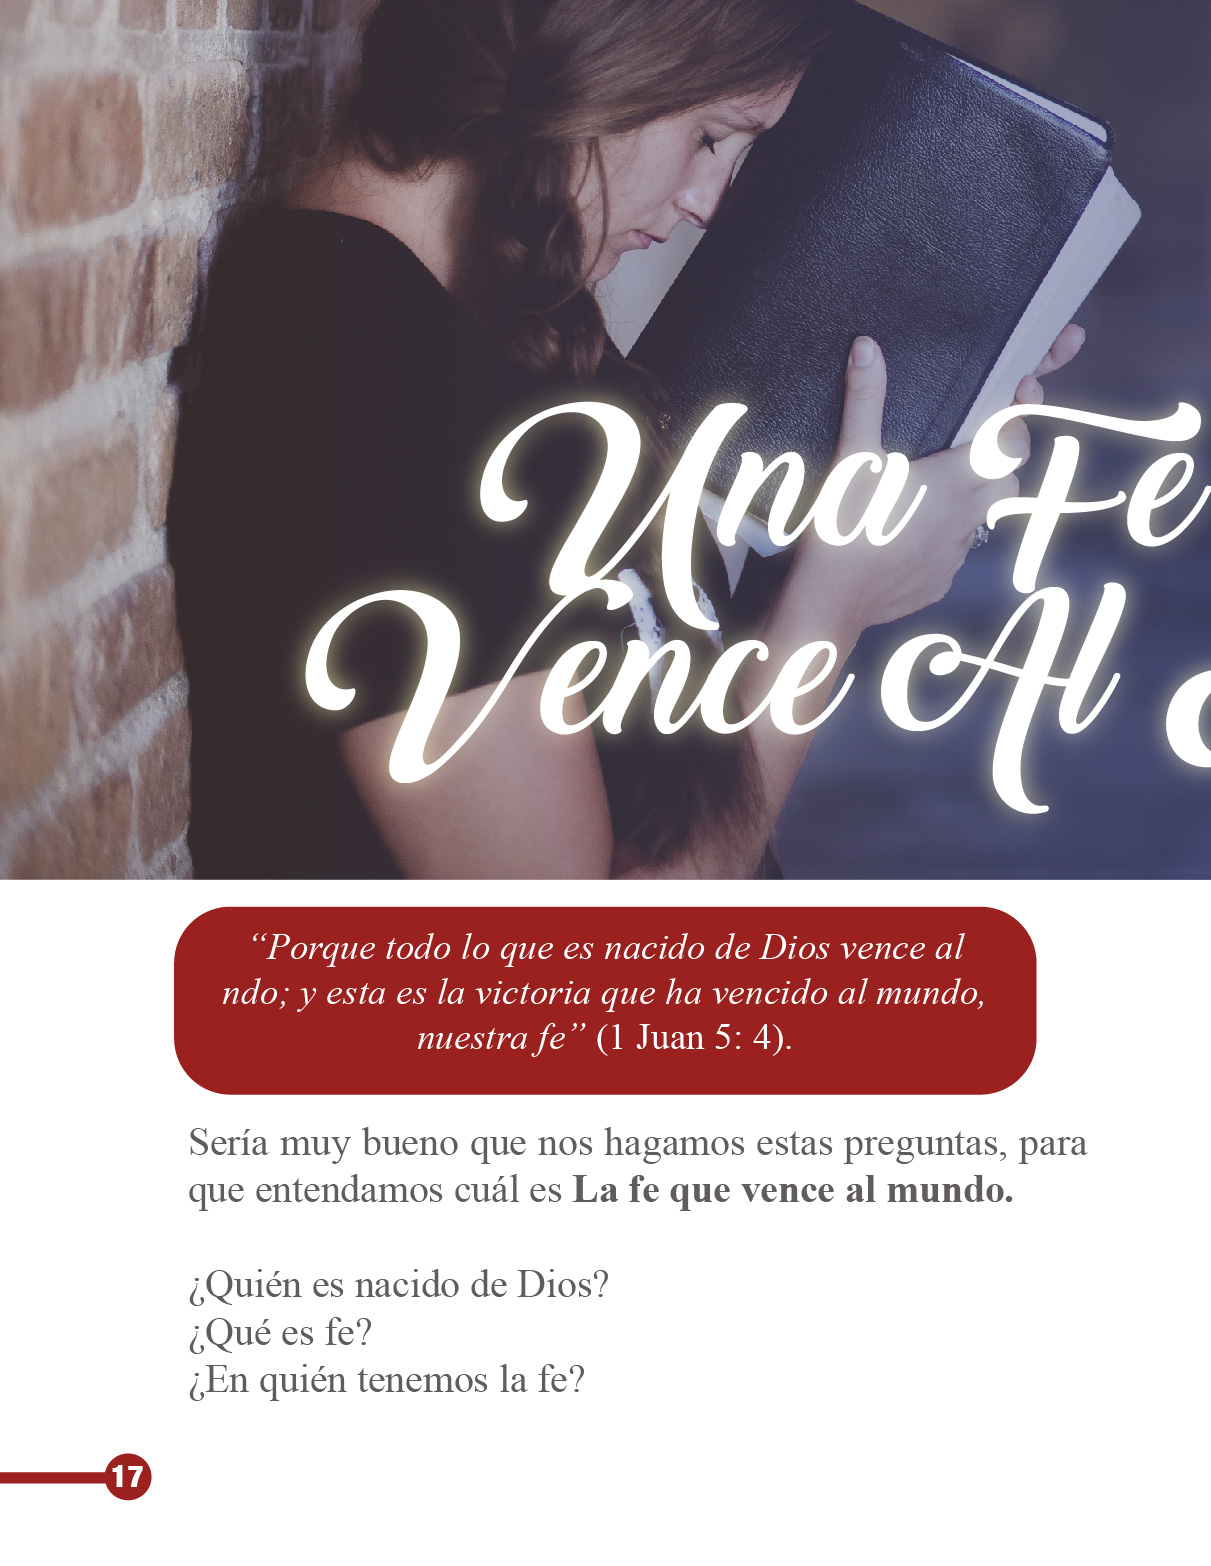 Una Fe
Vence Al
“Porque todo lo que es nacido de Dios vence al
ndo; y esta es la victoria que ha vencido al mundo,
nuestra fe” (1 Juan 5: 4).
Sería muy bueno que nos hagamos estas preguntas, para
que entendamos cuál es La fe que vence al mundo.
¿Quién es nacido de Dios?
¿Qué es fe?
¿En quién tenemos la fe?
17